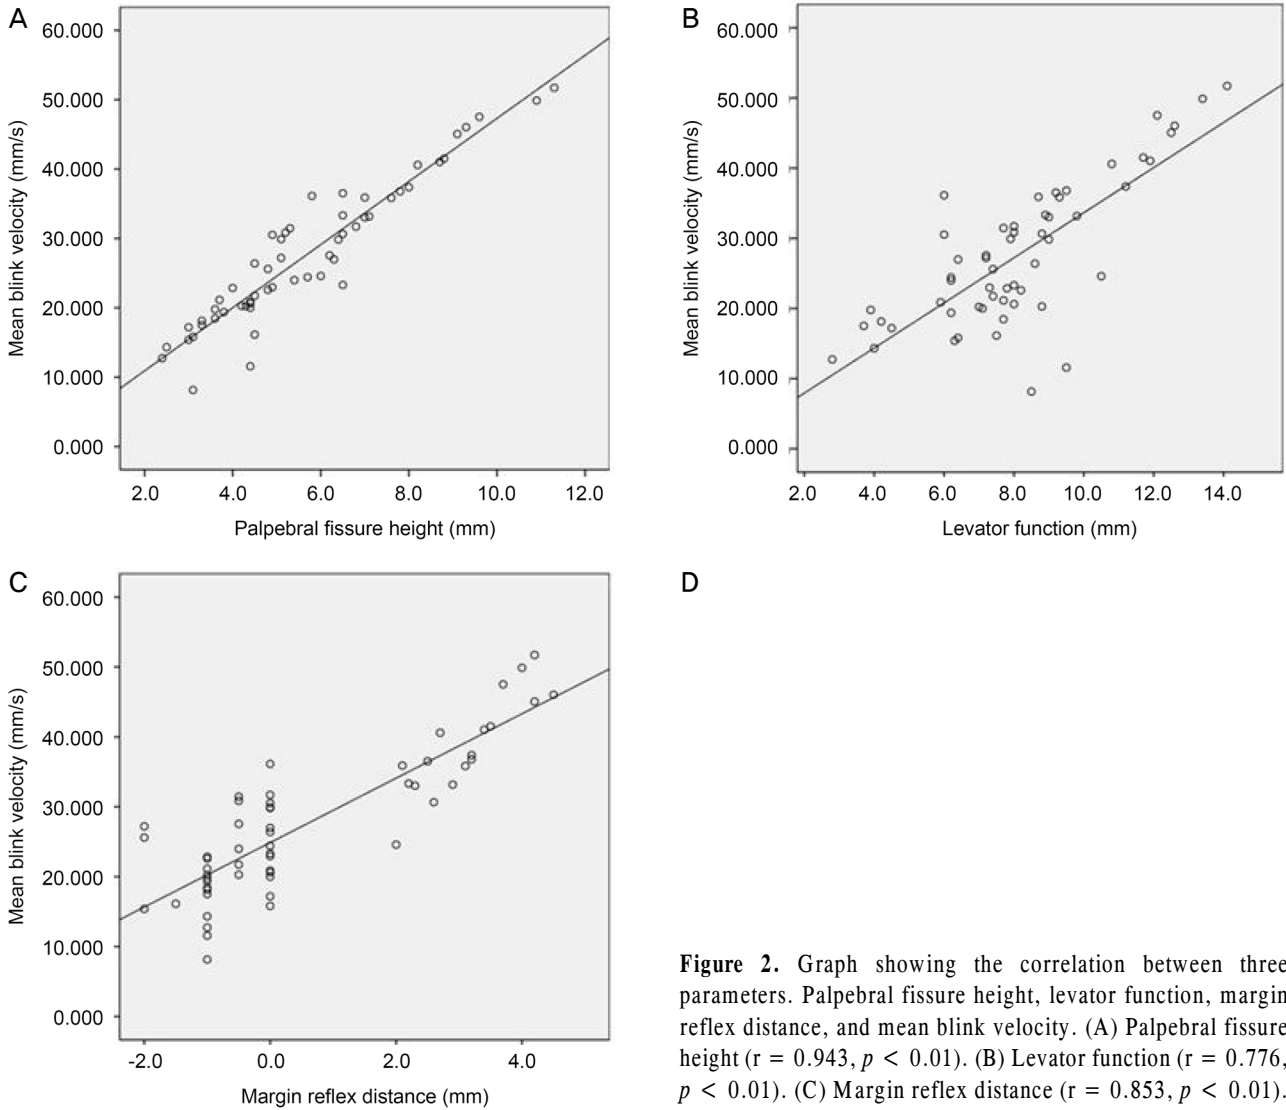 A
60.000
50.000
40.000
30.000
20.000
10.000
0.000
Mean blink velocity (mm/s)
2.0 4.0 6.0 8.0 10.0 12.0
Palpebral fissure height (mm)
B
60.000
50.000
40.000
30.000
20.000
10.000
0.000
Mean blink velocity (mm/s)
2.0 4.0 6.0 8.0 10.0 12.0 14.0
Levator function (mm)
C
60.000
50.000
40.000
30.000
20.000
10.000
0.000
Mean blink velocity (mm/s)
-2.0 0.0 2.0 4.0
Margin reflex distance (mm)
D
Figure 2. Graph showing the correlation between three
parameters. Palpebral fissure height, levator function, margin
reflex distance, and mean blink velocity. (A) Palpebral fissure
height (r = 0.943, p < 0.01). (B) Levator function (r = 0.776,
p < 0.01). (C) Margin reflex distance (r = 0.853, p < 0.01).